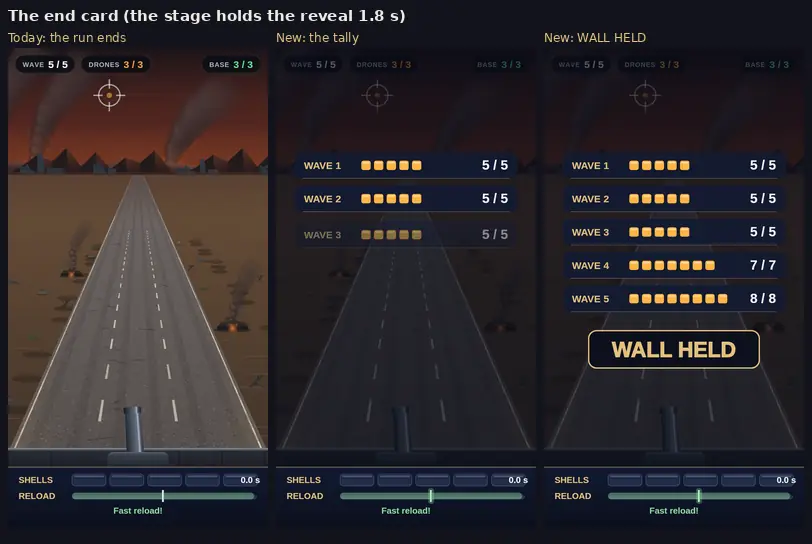 The end card (the stage holds the reveal 1.8 s)
Today: the run ends
New: the tally
New: WALL HELD
WAVE 5 / 5 DRONES 3 / 3 BASE 3 / 3
WAVE 5 / 5 DRONES 3 / 3 BASE 3 / 3
WAVE 5 / 5 DRONES 3 / 3 BASE 3 / 3
WAVE 1 5 / 5
WAVE 2 5 / 5
WAVE 3 5 / 5
WAVE 1 5 / 5
WAVE 2 5 / 5
WAVE 3 5 / 5
WAVE 4 7 / 7
WAVE 5 8 / 8
WALL HELD
SHELLS 0.0 s
RELOAD
Fast reload!
SHELLS 0.0 s
RELOAD
Fast reload!
SHELLS 0.0 s
RELOAD
Fast reload!